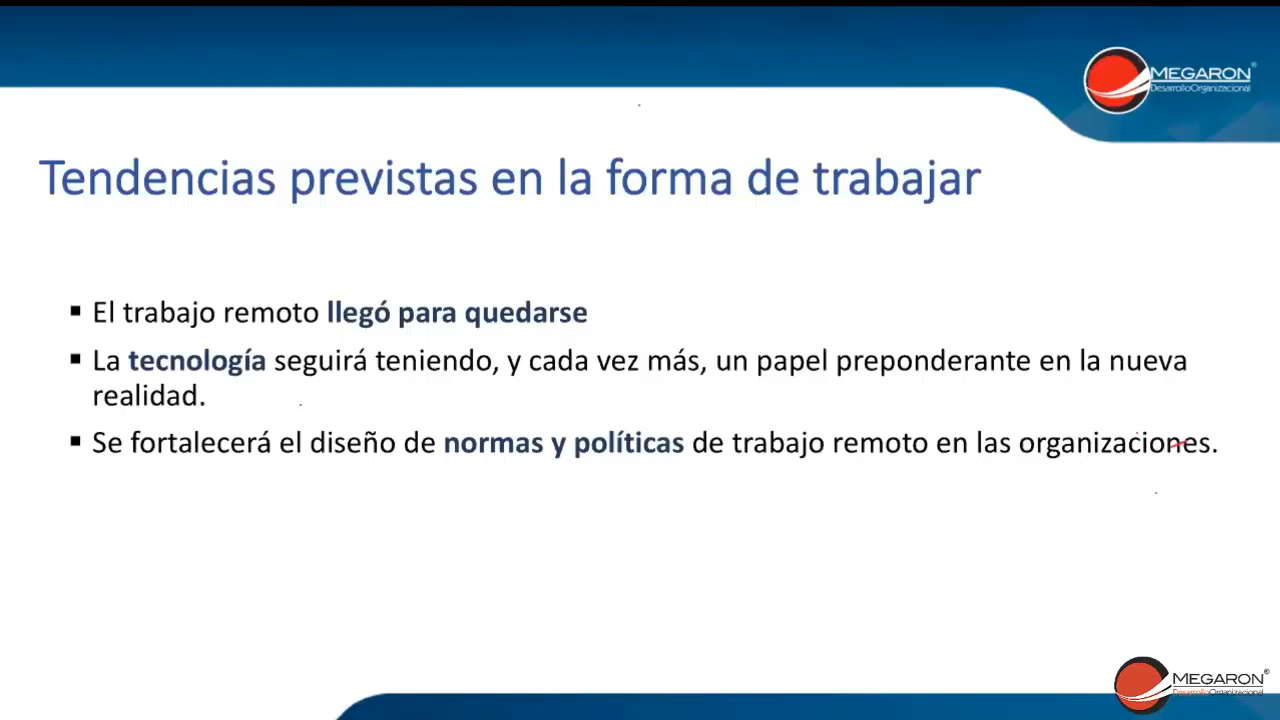 MEGARON®
DesarrolloOrganizacional
Tendencias previstas en la forma de trabajar
▪ El trabajo remoto llegó para quedarse
▪ La tecnología seguirá teniendo, y cada vez más, un papel preponderante en la nueva
realidad.
▪ Se fortalecerá el diseño de normas y políticas de trabajo remoto en las organizaciones.
MEGARON®
DesarrolloOrganizacional